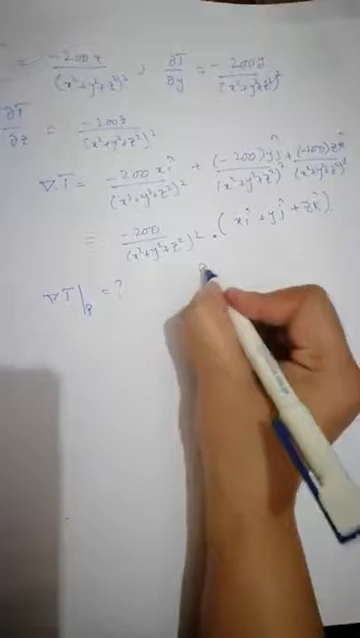 = -200x/(x²+y²+z²)² , ∂T/∂y = -200y/(x²+y²+z²)²
∂T/∂z = -200z/(x²+y²+z²)²
∇T = -200 xî/(x²+y²+z²)² + (-200)yĵ/(x²+y²+z²)² + (-200)zk̂/(x²+y²+z²)²
= -200/(x²+y²+z²)² . (xî + yĵ + zk̂)
∇T|P = ?